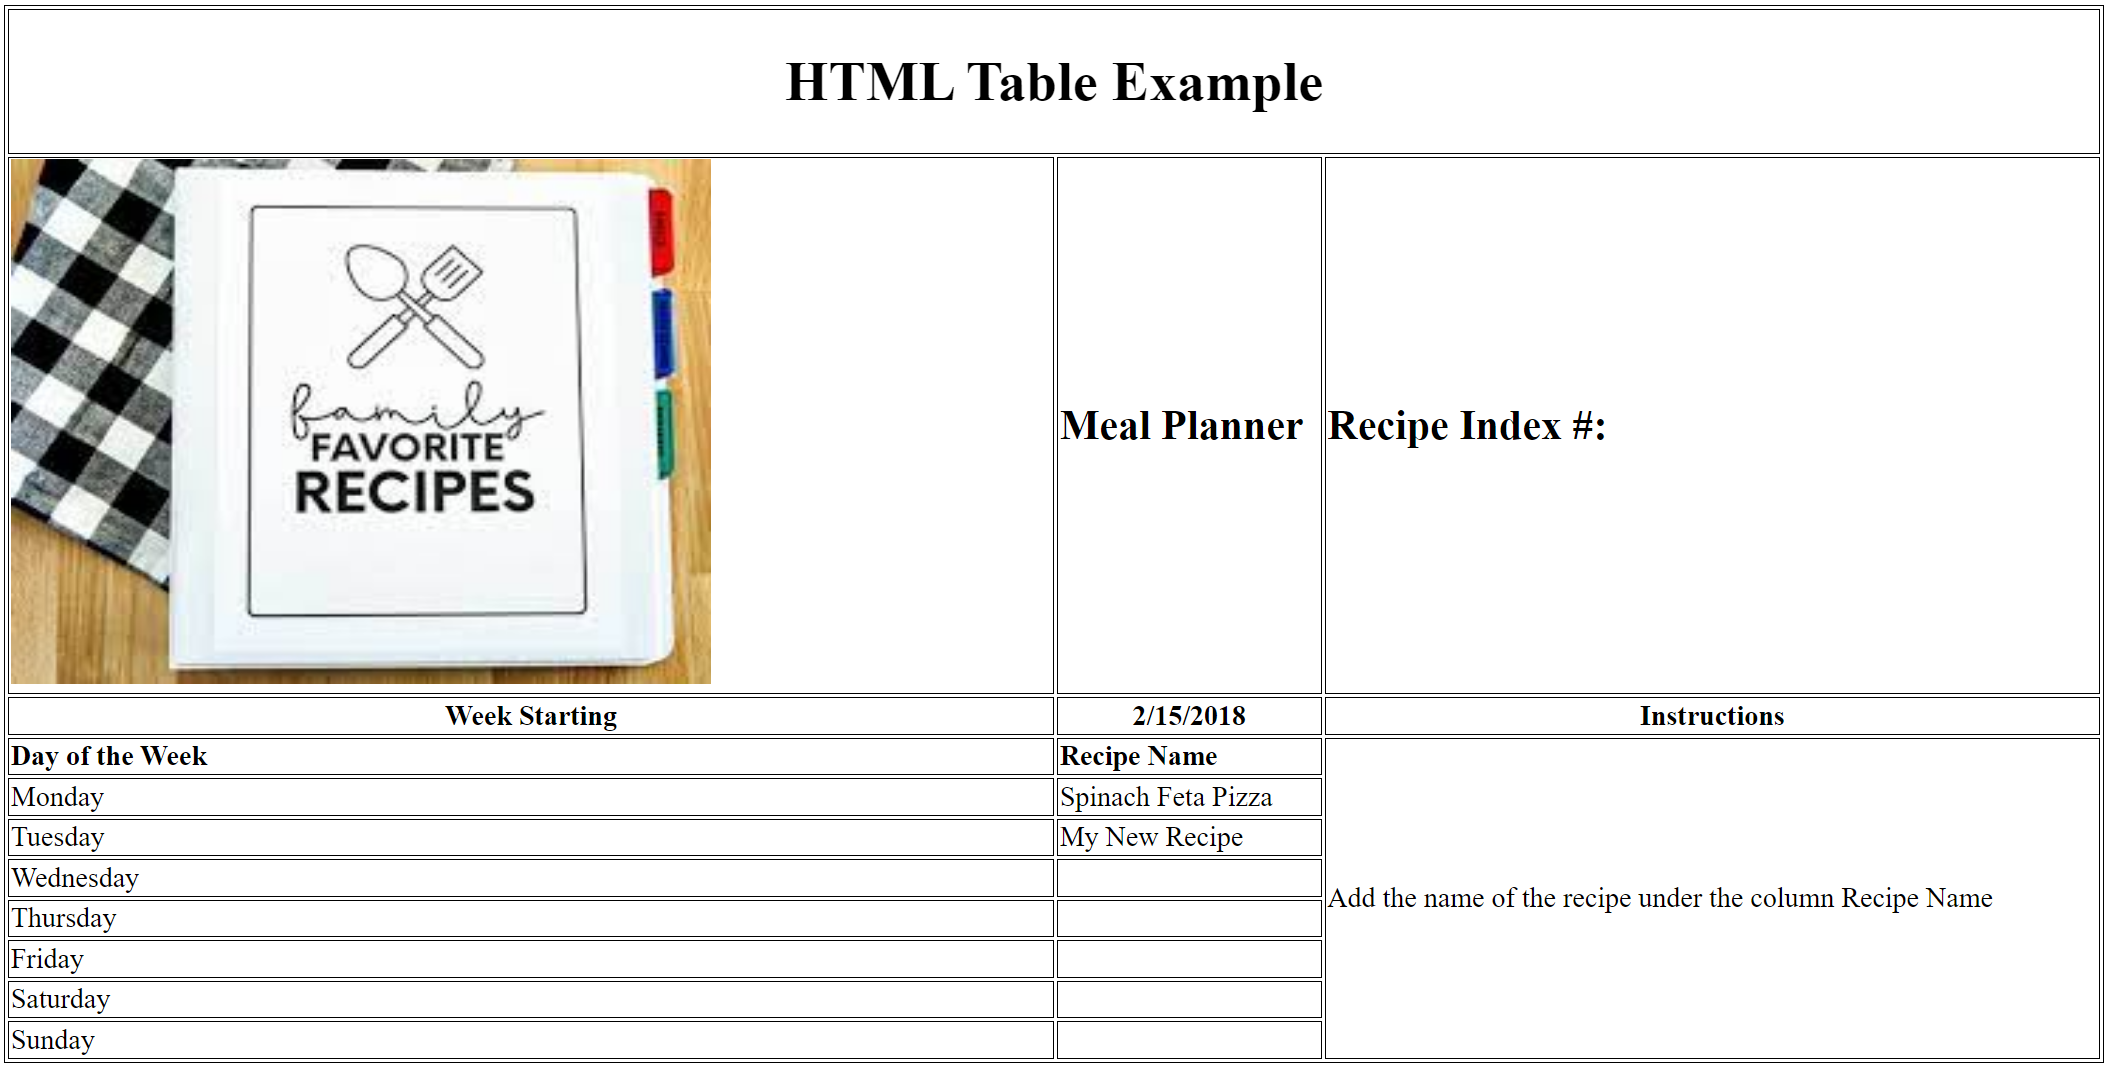 HTML Table Example
family
FAVORITE
RECIPES
Meal Planner
Recipe Index #:
Week Starting
2/15/2018
Instructions
Day of the Week
Recipe Name
Add the name of the recipe under the column Recipe Name
Monday
Spinach Feta Pizza
Tuesday
My New Recipe
Wednesday
Thursday
Friday
Saturday
Sunday